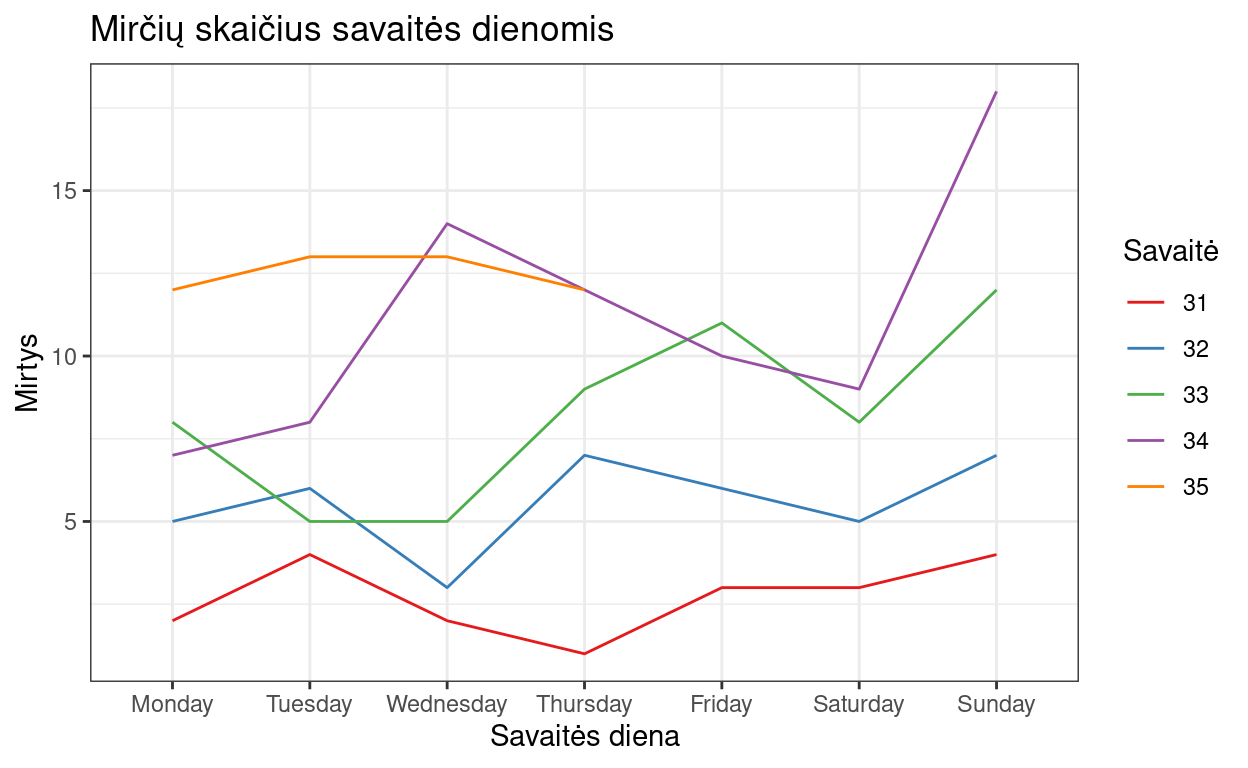 Mirčių skaičius savaitės dienomis
Mirtys
15
10
5
Monday Tuesday Wednesday Thursday Friday Saturday Sunday
Savaitės diena
Savaitė
31
32
33
34
35